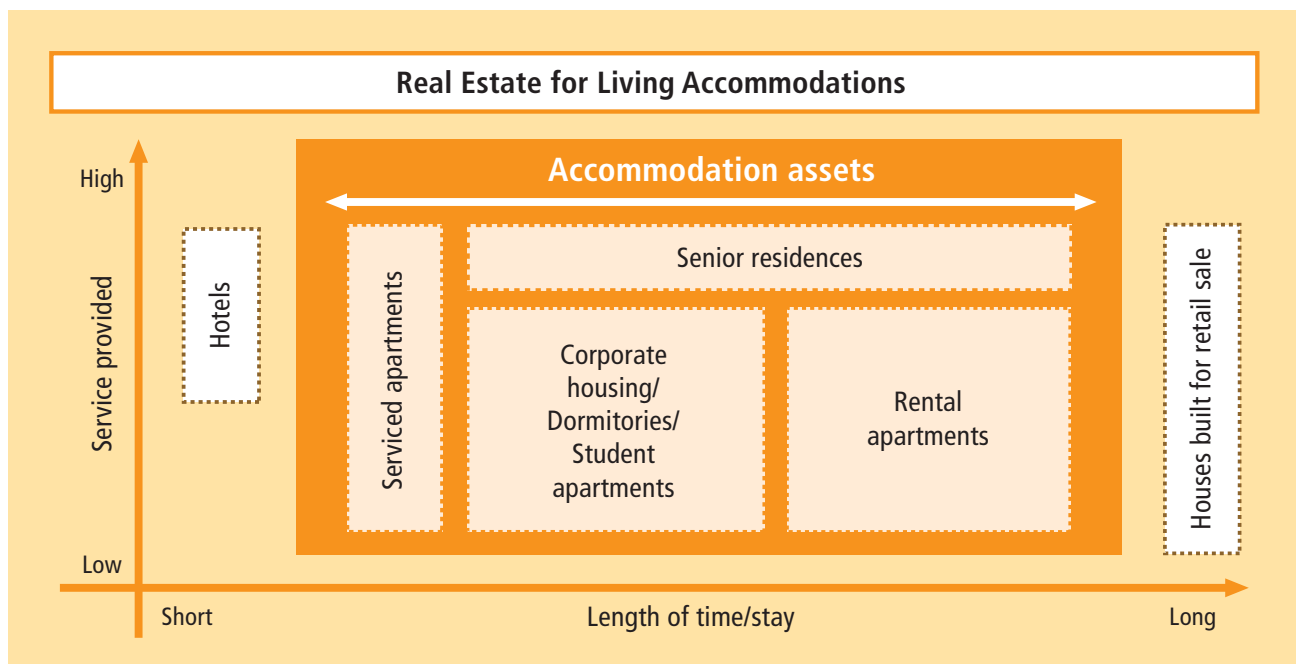 Real Estate for Living Accommodations
High
Service provided
Low
Hotels
Accommodation assets
Serviced apartments
Senior residences
Corporate
housing/
Dormitories/
Student
apartments
Rental
apartments
Houses built for retail sale
Short
Length of time/stay
Long